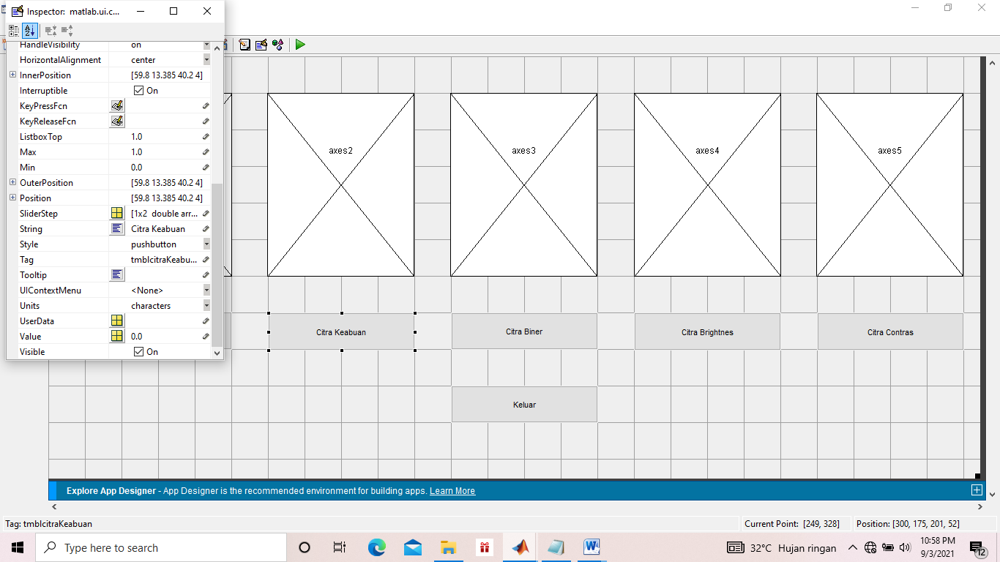 Inspector: matlab.ui.c...
HandleVisibility on
HorizontalAlignment center
InnerPosition [59.8 13.385 40.2 4]
Interruptible On
KeyPressFcn
KeyReleaseFcn
ListboxTop 1.0
Max 1.0
Min 0.0
OuterPosition [59.8 13.385 40.2 4]
Position [59.8 13.385 40.2 4]
SliderStep [1x2 double arr...
String Citra Keabuan
Style pushbutton
Tag tmblcitraKeabu...
Tooltip
UIContextMenu <None>
Units characters
UserData
Value 0.0
Visible On
axes2 axes3 axes4 axes5
Citra Keabuan Citra Biner Citra Brightnes Citra Contras
Keluar
Explore App Designer - App Designer is the recommended environment for building apps. Learn More
Tag: tmblcitraKeabuan Current Point: [249, 328] Position: [300, 175, 201, 52]
Type here to search 32°C Hujan ringan 10:58 PM
9/3/2021 12